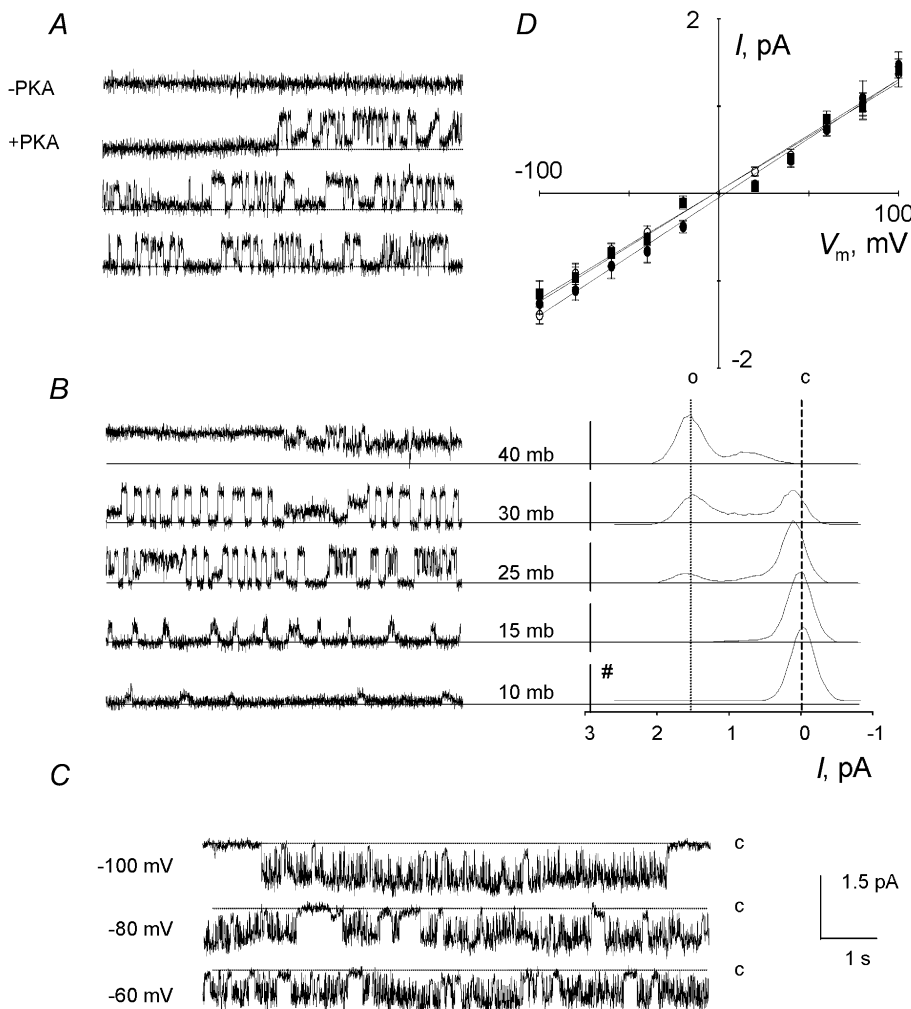 A
-PKA
+PKA
D
2
I, pA
-100
100
Vm, mV
-2
B
o
c
40 mb
30 mb
25 mb
15 mb
10 mb
#
3 2 1 0 -1
I, pA
C
-100 mV
c
-80 mV
c
-60 mV
c
1.5 pA
1 s